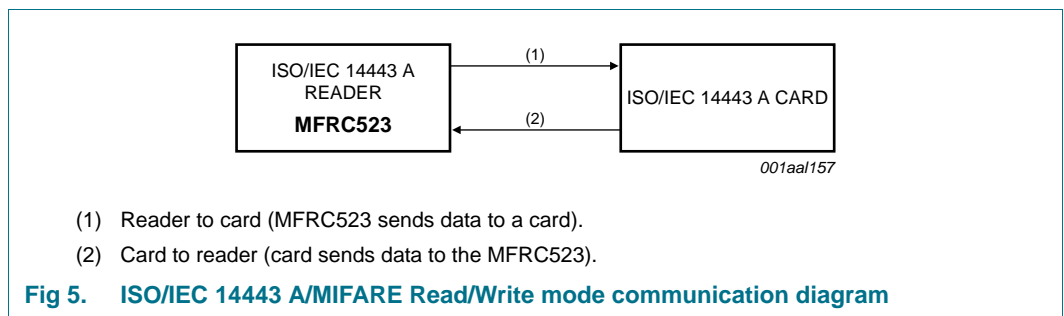 ISO/IEC 14443 A
READER
MFRC523
(1)
(2)
ISO/IEC 14443 A CARD
001aal157
(1) Reader to card (MFRC523 sends data to a card).
(2) Card to reader (card sends data to the MFRC523).
Fig 5. ISO/IEC 14443 A/MIFARE Read/Write mode communication diagram